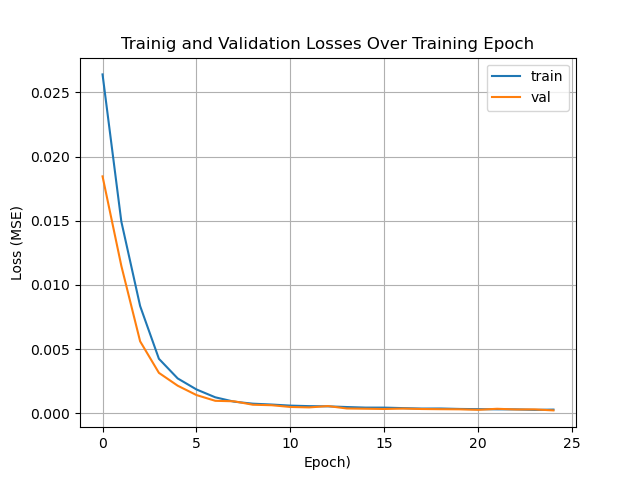 Trainig and Validation Losses Over Training Epoch
train
val
Loss (MSE)
0.025
0.020
0.015
0.010
0.005
0.000
0 5 10 15 20 25
Epoch)